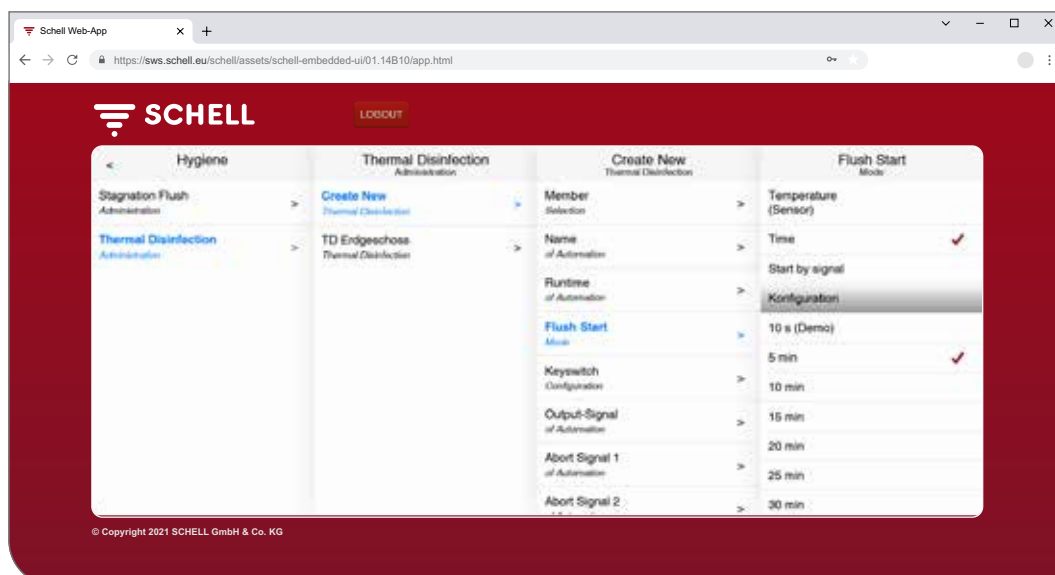 Schell Web-App
https://sws.schell.eu/schell/assets/schell-embedded-ui/01.14B10/app.html
SCHELL
LOGOUT
<
Hygiene
Stagnation Flush
>
Administration
Thermal Disinfection
>
Administration
Thermal Disinfection
Administration
Create New
>
Thermal Disinfection
TD Erdgeschoss
>
Thermal Disinfection
Create New
Thermal Disinfection
Member
>
Selection
Name
>
of Automation
Runtime
>
of Automation
Flush Start
>
Mode
Keyswitch
>
Configuration
Output-Signal
>
of Automation
Abort Signal 1
>
of Automation
Abort Signal 2
>
Flush Start
Mode
Temperature
(Sensor)
Time
Start by signal
Konfiguration
10 s (Demo)
5 min
10 min
15 min
20 min
25 min
30 min
© Copyright 2021 SCHELL GmbH & Co. KG